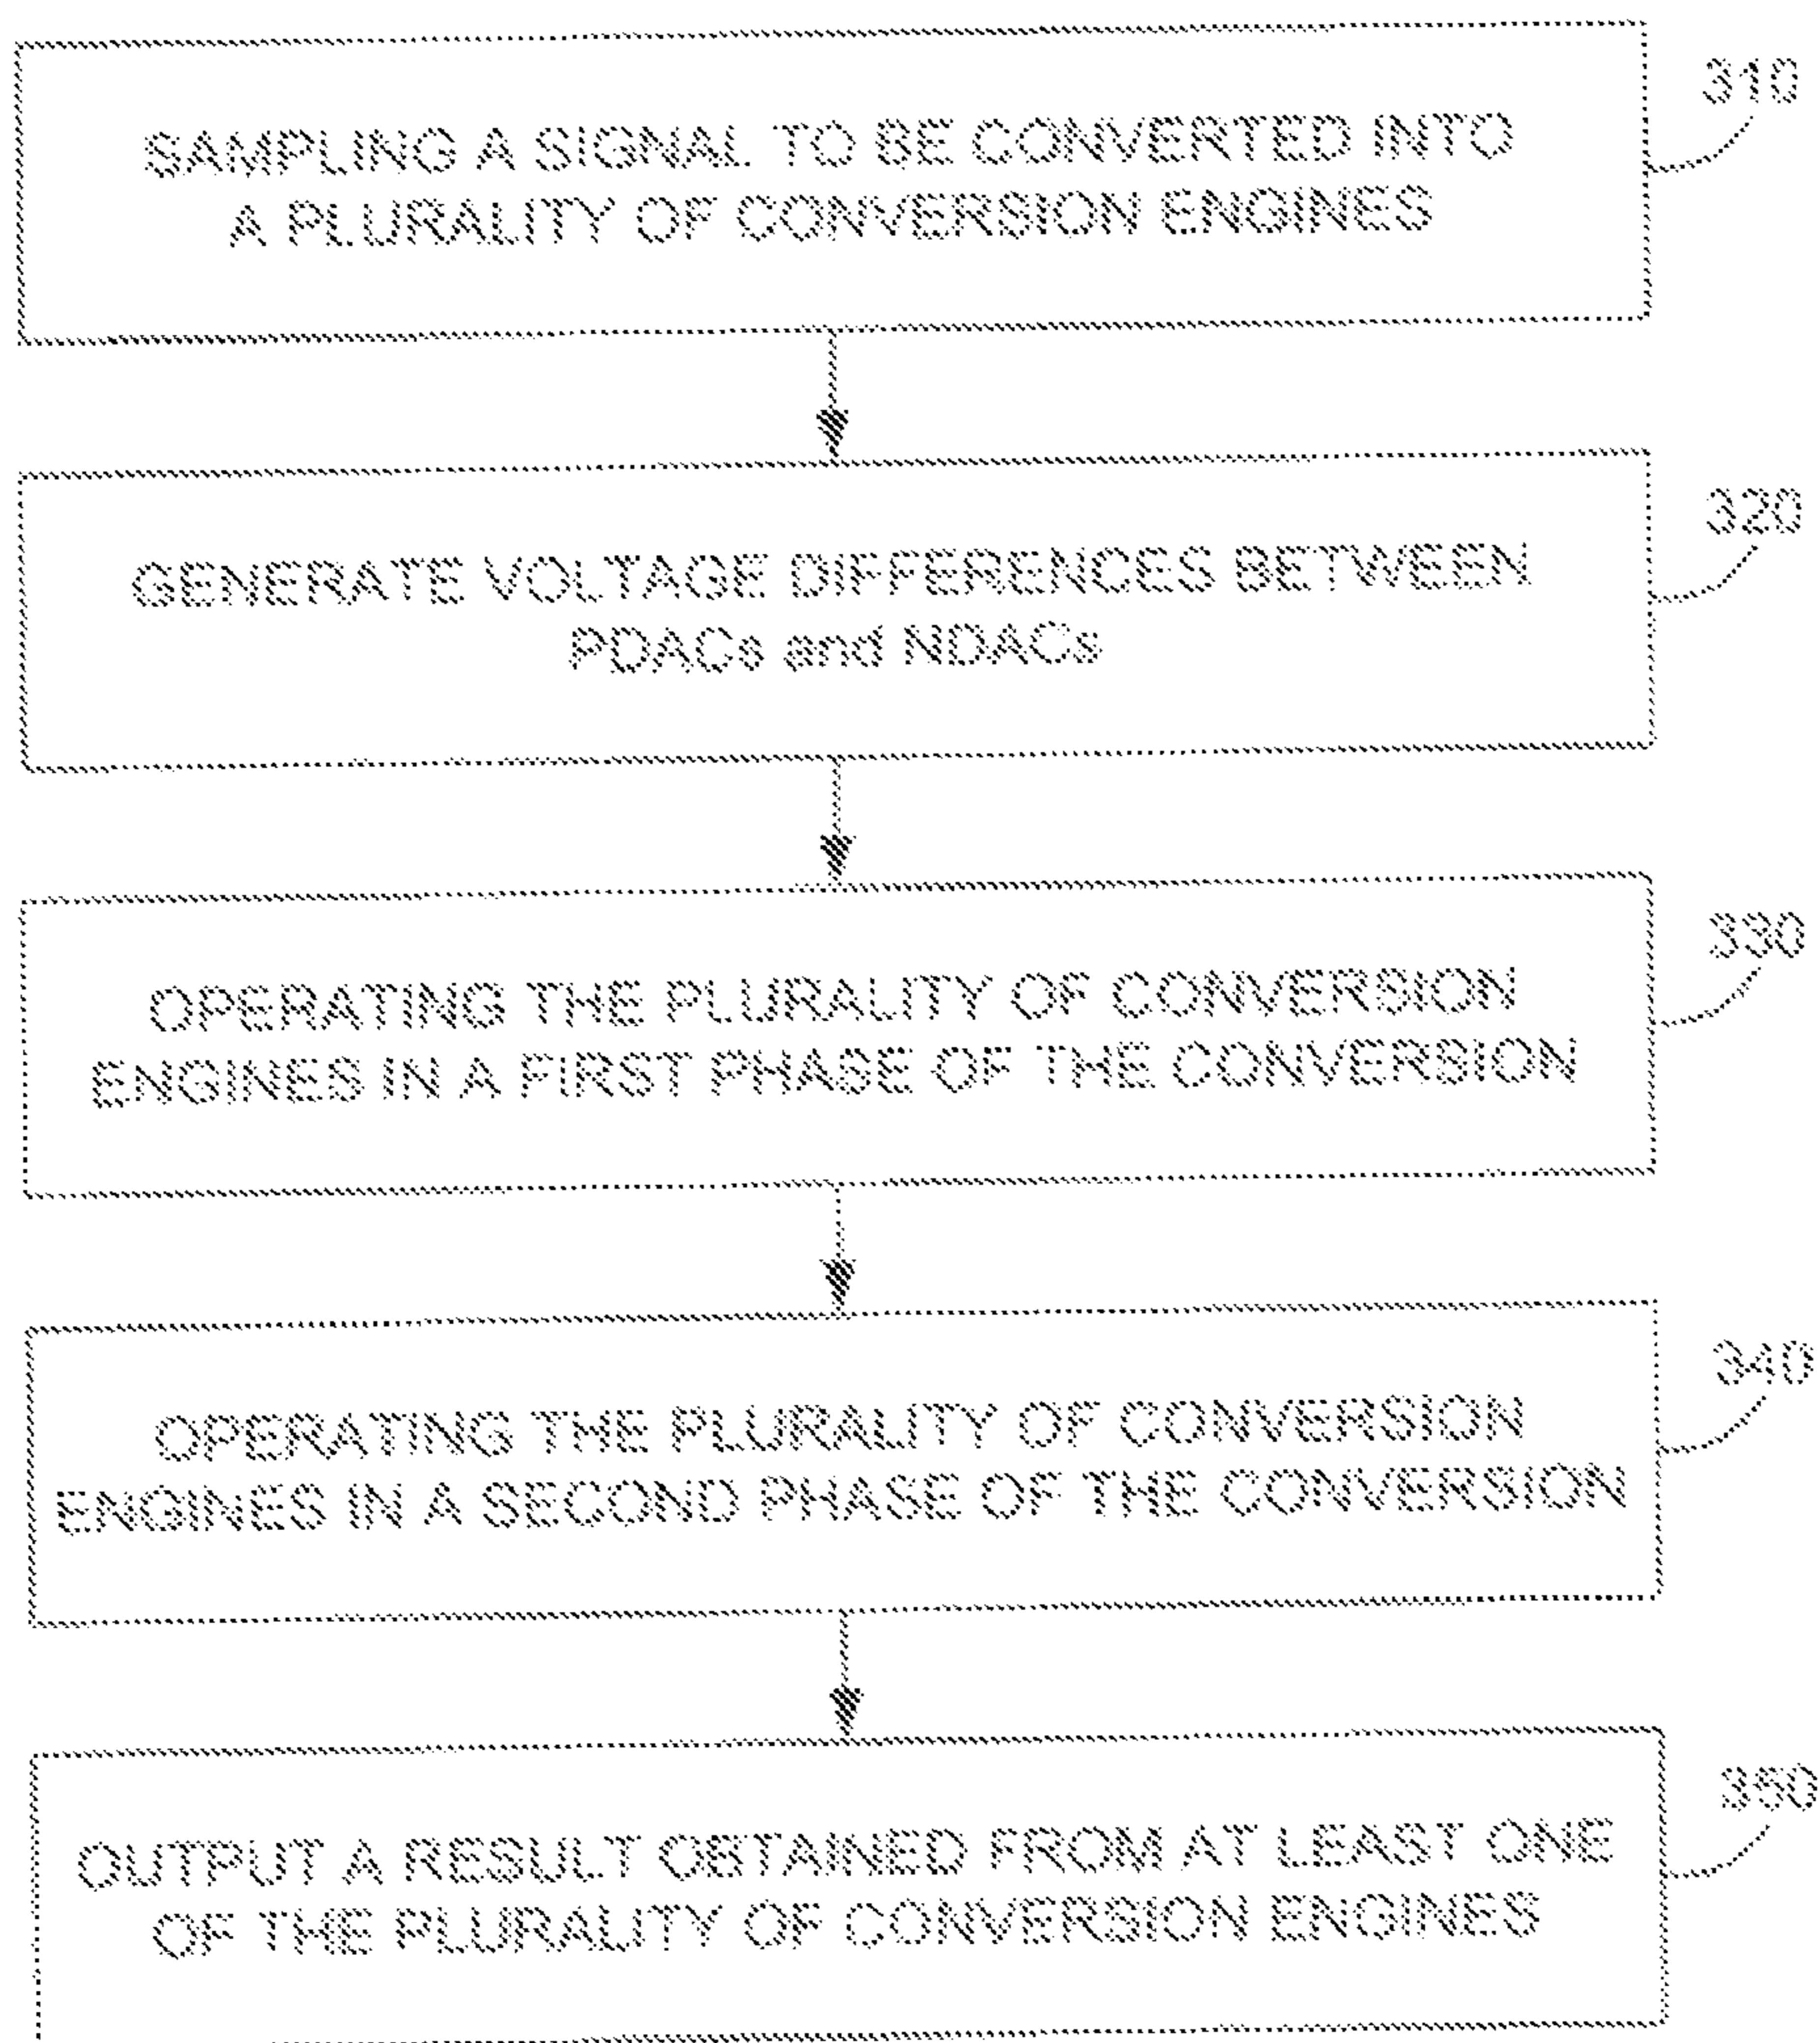 310
SAMPLING A SIGNAL TO BE CONVERTED INTO
A PLURALITY OF CONVERSION ENGINES
320
GENERATE VOLTAGE DIFFERENCES BETWEEN
PDACs and NDACs
330
OPERATING THE PLURALITY OF CONVERSION
ENGINES IN A FIRST PHASE OF THE CONVERSION
340
OPERATING THE PLURALITY OF CONVERSION
ENGINES IN A SECOND PHASE OF THE CONVERSION
350
OUTPUT A RESULT OBTAINED FROM AT LEAST ONE
OF THE PLURALITY OF CONVERSION ENGINES